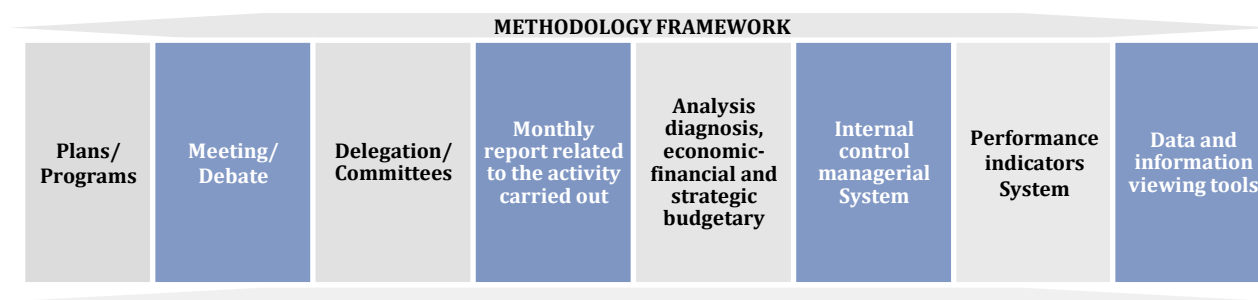 METHODOLOGY FRAMEWORK
Plans/
Programs
Meeting/
Debate
Delegation/
Committees
Monthly
report related
to the activity
carried out
Analysis
diagnosis,
economic-
financial and
strategic
budgetary
Internal
control
managerial
System
Performance
indicators
System
Data and
information
viewing tools